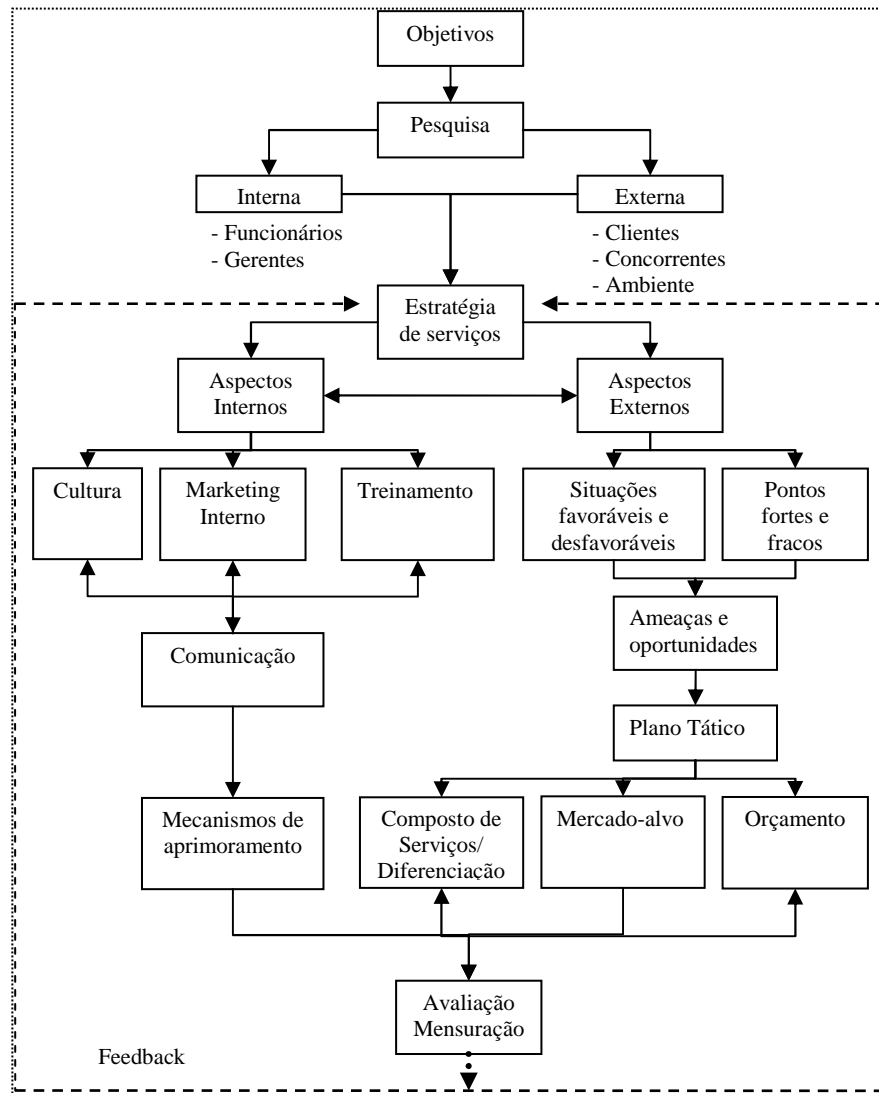 Objetivos
Pesquisa
Interna
Externa
- Funcionários
- Gerentes
- Clientes
- Concorrentes
- Ambiente
Estratégia
de serviços
Aspectos
Internos
Aspectos
Externos
Cultura
Marketing
Interno
Treinamento
Situações
favoráveis e
desfavoráveis
Pontos
fortes e
fracos
Ameaças e
oportunidades
Comunicação
Plano Tático
Mecanismos de
aprimoramento
Composto de
Serviços/
Diferenciação
Mercado-alvo
Orçamento
Avaliação
Mensuração
Feedback